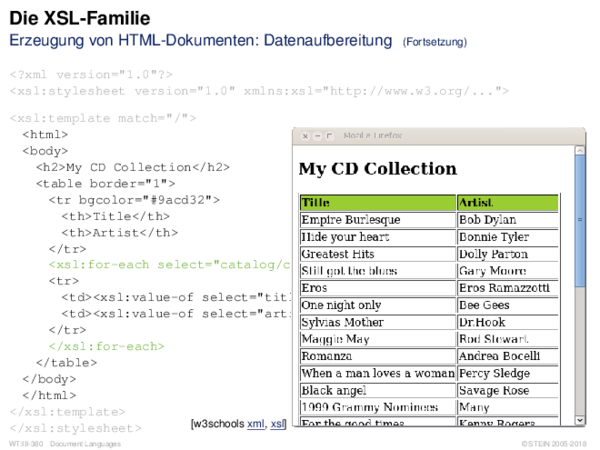 Die XSL-Familie
Erzeugung von HTML-Dokumenten: Datenaufbereitung (Fortsetzung)
<?xml version="1.0"?>
<xsl:stylesheet version="1.0" xmlns:xsl="http://www.w3.org/...">
<xsl:template match="/">
<html>
<body>
<h2>My CD Collection</h2>
<table border="1">
<tr bgcolor="#9acd32">
<th>Title</th>
<th>Artist</th>
</tr>
<xsl:for-each select="catalog/c
<tr>
<td><xsl:value-of select="titl
<td><xsl:value-of select="arti
</tr>
</xsl:for-each>
</table>
</body>
</html>
</xsl:template>
</xsl:stylesheet>
Mozilla Firefox
My CD Collection
Title Artist
Empire Burlesque Bob Dylan
Hide your heart Bonnie Tyler
Greatest Hits Dolly Parton
Still got the blues Gary Moore
Eros Eros Ramazzotti
One night only Bee Gees
Sylvias Mother Dr.Hook
Maggie May Rod Stewart
Romanza Andrea Bocelli
When a man loves a woman Percy Sledge
Black angel Savage Rose
1999 Grammy Nominees Many
For the good times Kenny Rogers
[w3schools xml, xsl]
WT:III-380 Document Languages © STEIN 2005-2018